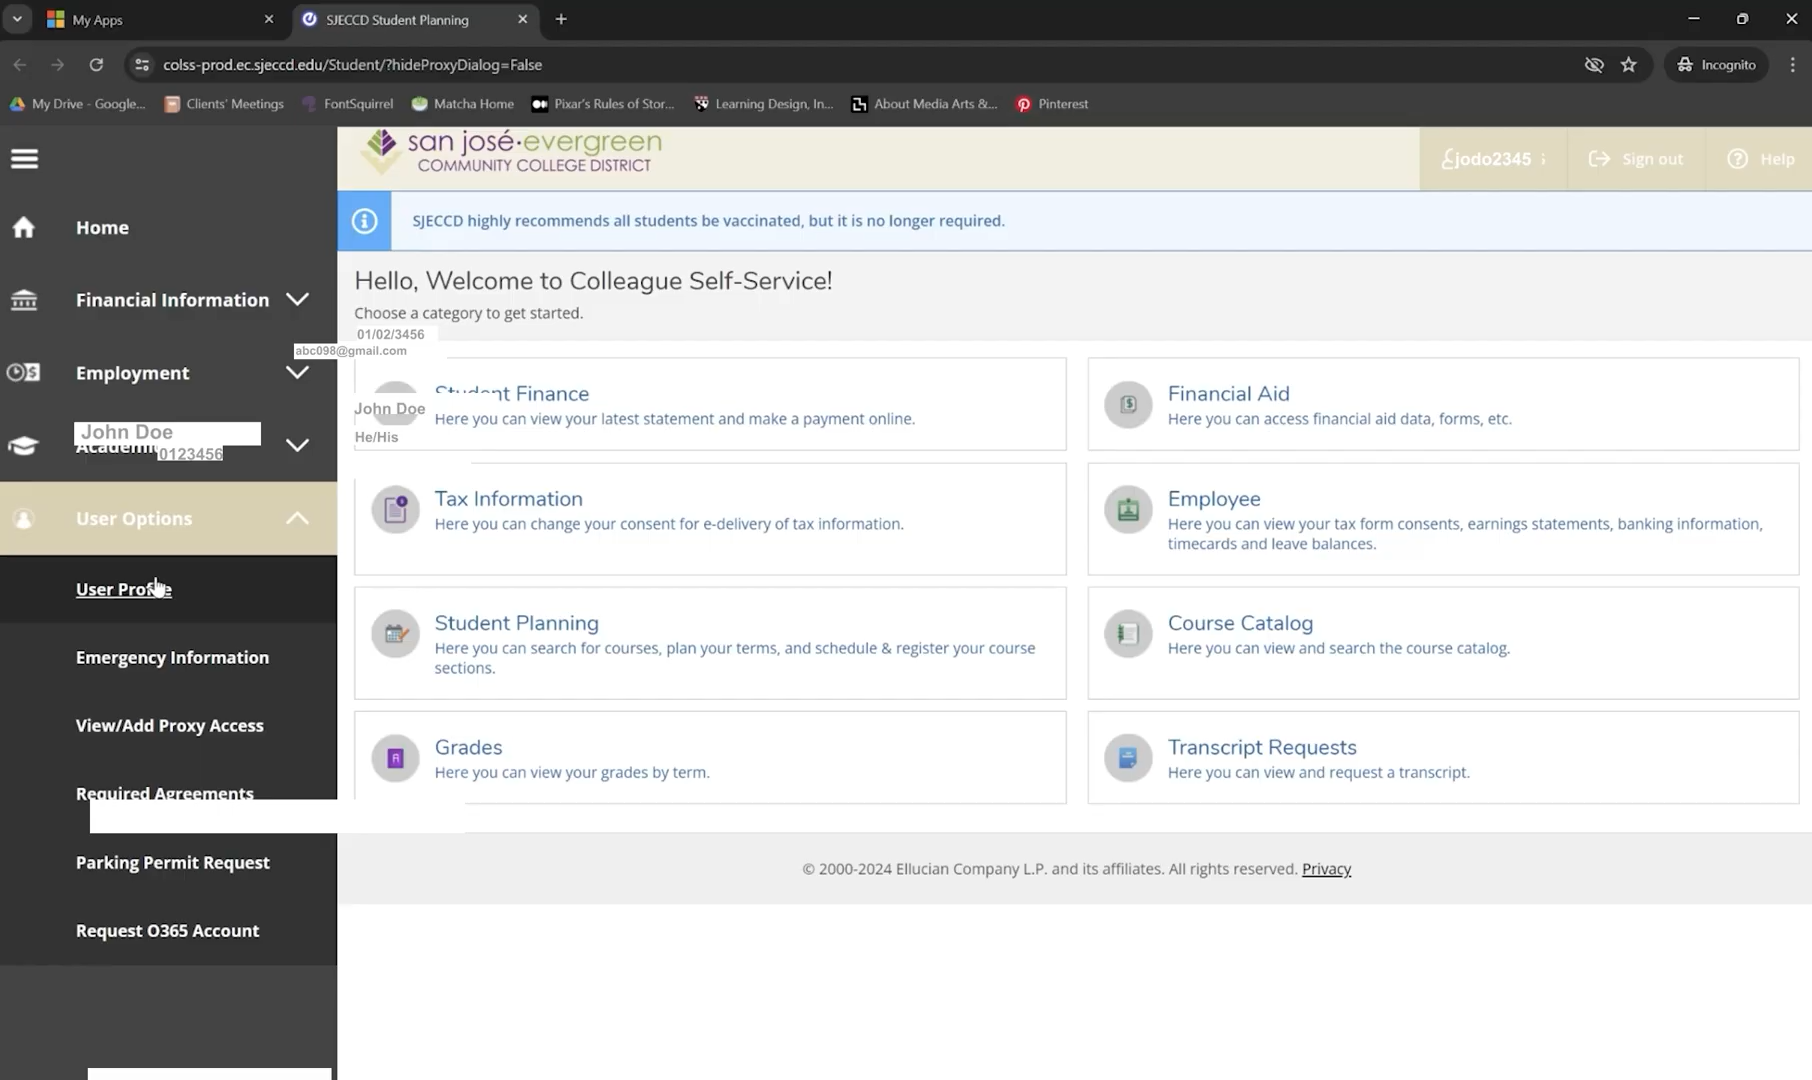 My Apps
SJECCD Student Planning
colss-prod.ec.sjeccd.edu/Student/?hideProxyDialog=False
Incognito
My Drive - Google...
Clients' Meetings
FontSquirrel
Matcha Home
Pixar's Rules of Stor...
Learning Design, In...
About Media Arts &...
Pinterest
san josé·evergreen
COMMUNITY COLLEGE DISTRICT
jodo2345
Sign out
Help
Home
Financial Information
Employment
John Doe
0123456
User Options
User Profile
Emergency Information
View/Add Proxy Access
Required Agreements
Parking Permit Request
Request O365 Account
SJECCD highly recommends all students be vaccinated, but it is no longer required.
Hello, Welcome to Colleague Self-Service!
Choose a category to get started.
01/02/3456
abc098@gmail.com
Student Finance
John Doe
Here you can view your latest statement and make a payment online.
He/His
Financial Aid
Here you can access financial aid data, forms, etc.
Tax Information
Here you can change your consent for e-delivery of tax information.
Employee
Here you can view your tax form consents, earnings statements, banking information,
timecards and leave balances.
Student Planning
Here you can search for courses, plan your terms, and schedule & register your course
sections.
Course Catalog
Here you can view and search the course catalog.
Grades
Here you can view your grades by term.
Transcript Requests
Here you can view and request a transcript.
© 2000-2024 Ellucian Company L.P. and its affiliates. All rights reserved. Privacy